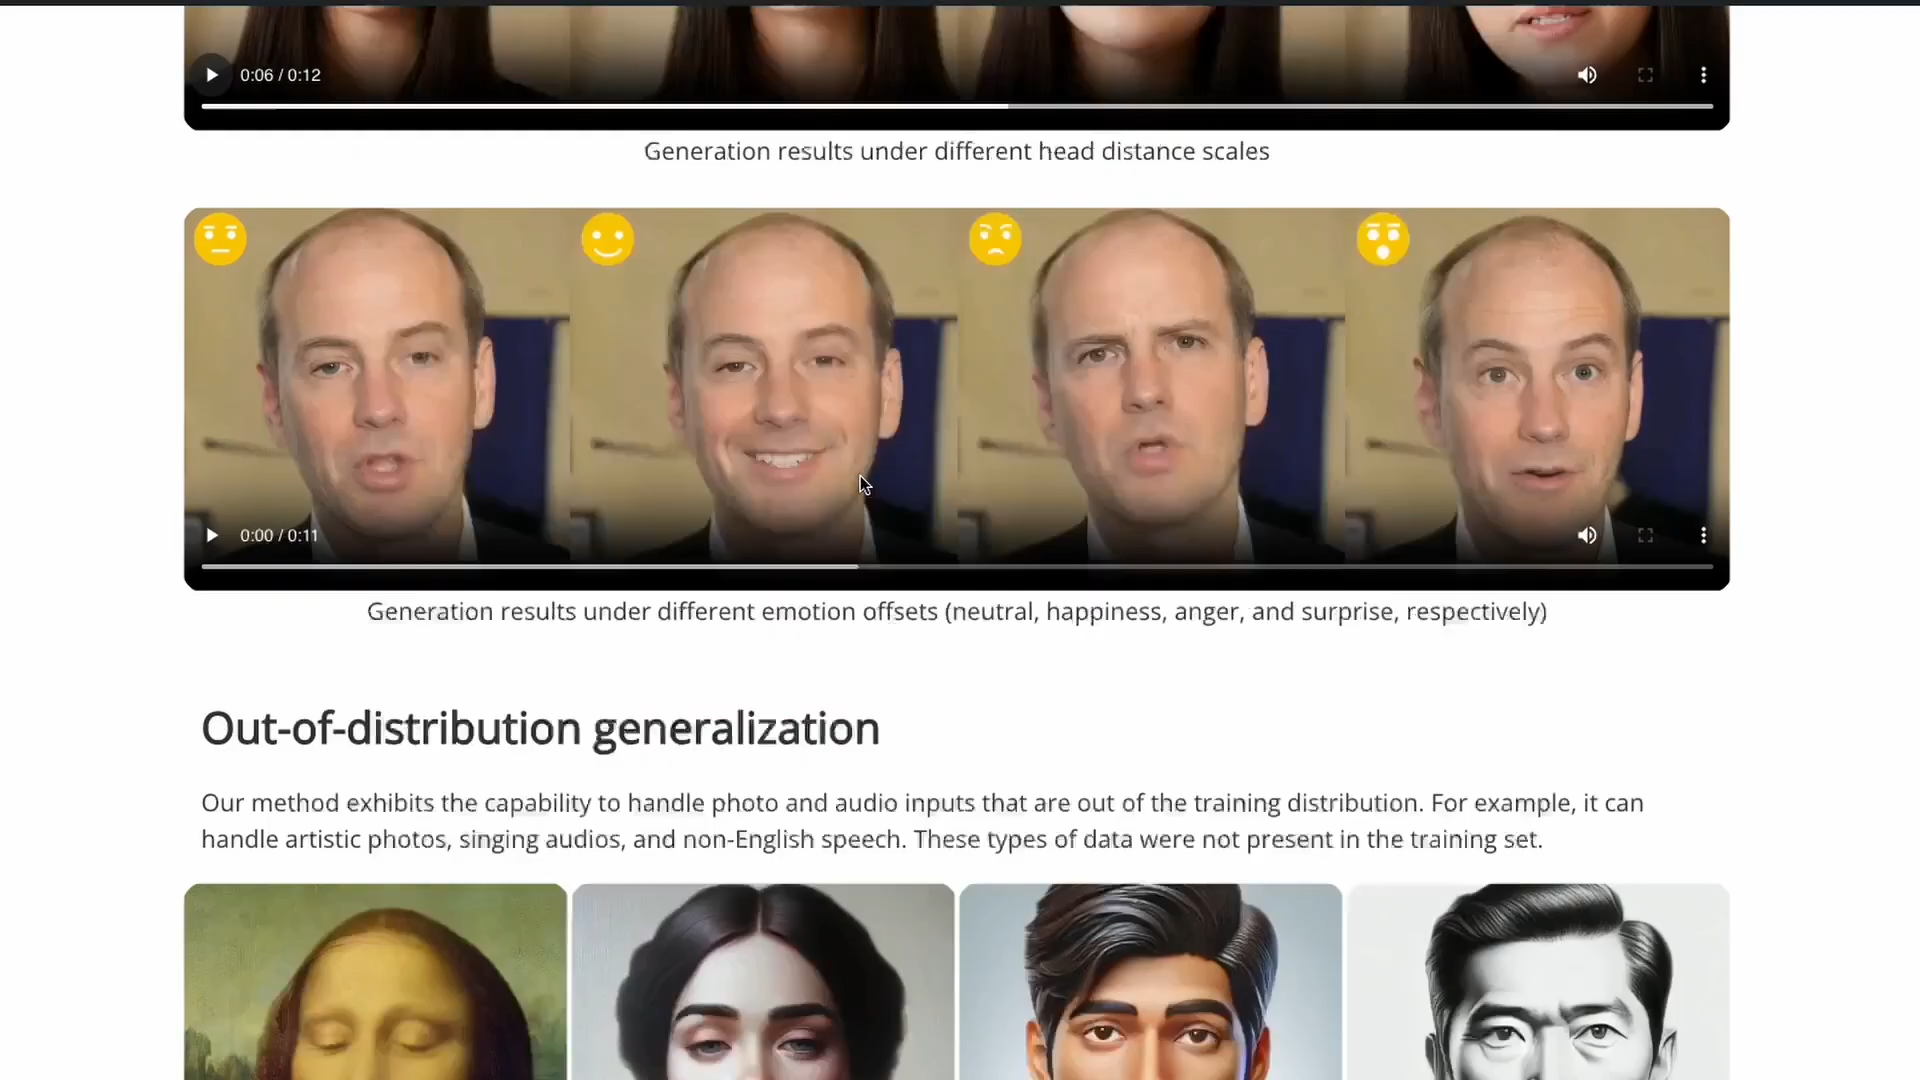 0:06 / 0:12
Generation results under different head distance scales
0:00 / 0:11
Generation results under different emotion offsets (neutral, happiness, anger, and surprise, respectively)
Out-of-distribution generalization
Our method exhibits the capability to handle photo and audio inputs that are out of the training distribution. For example, it can
handle artistic photos, singing audios, and non-English speech. These types of data were not present in the training set.